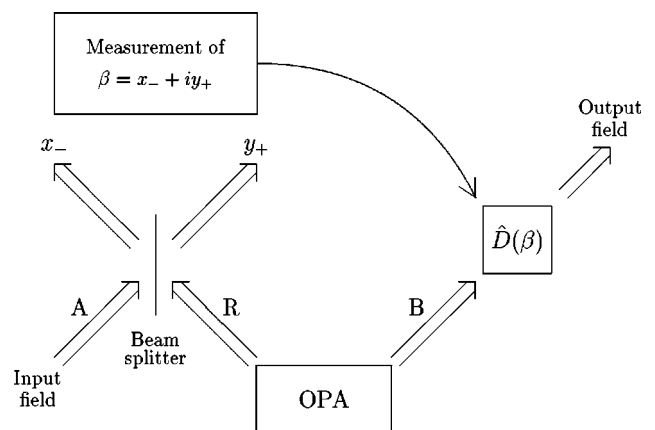 Measurement of
β = x₋ + iy₊
x₋
y₊
Output
field
D̂(β)
A
R
B
Beam
splitter
Input
field
OPA